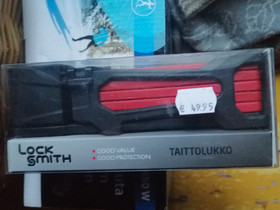 € 49.95
LOCK
SMITH
GOOD VALUE
GOOD PROTECTION
TAITTOLUKKO